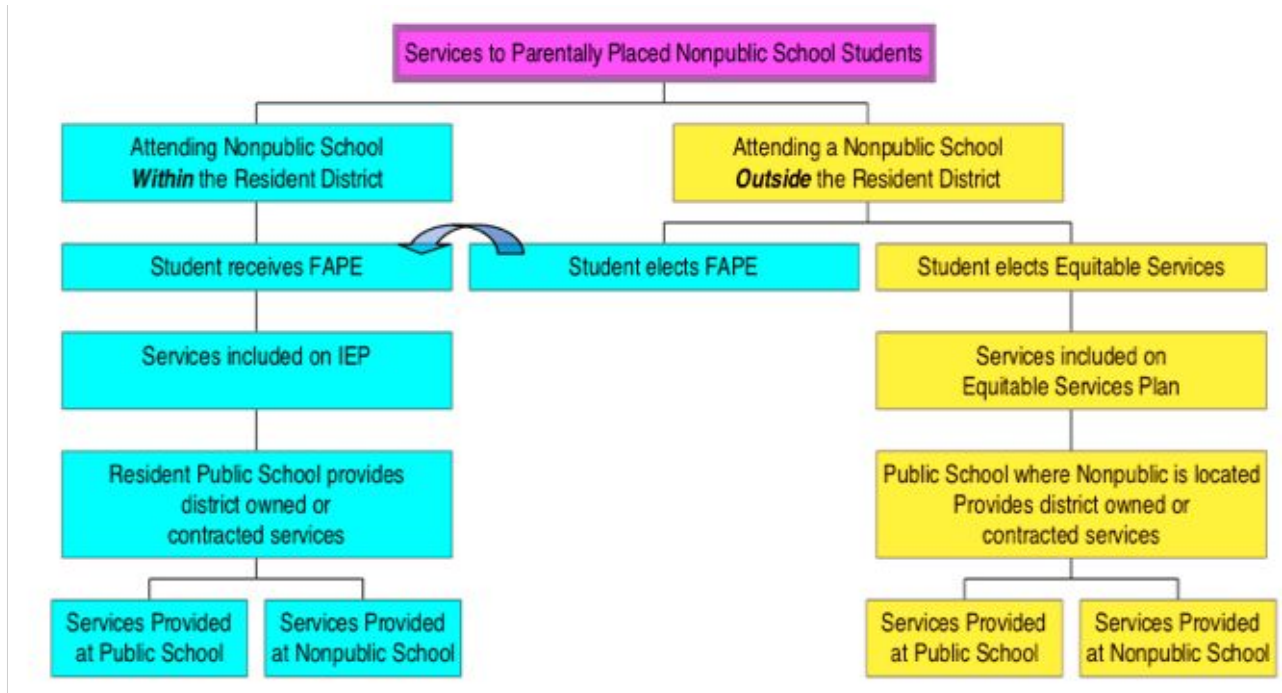 Services to Parentally Placed Nonpublic School Students
Attending Nonpublic School
Within the Resident District
Attending a Nonpublic School
Outside the Resident District
Student receives FAPE
Student elects FAPE
Student elects Equitable Services
Services included on IEP
Services included on
Equitable Services Plan
Resident Public School provides
district owned or
contracted services
Public School where Nonpublic is located
Provides district owned or
contracted services
Services Provided
at Public School
Services Provided
at Nonpublic School
Services Provided
at Public School
Services Provided
at Nonpublic School